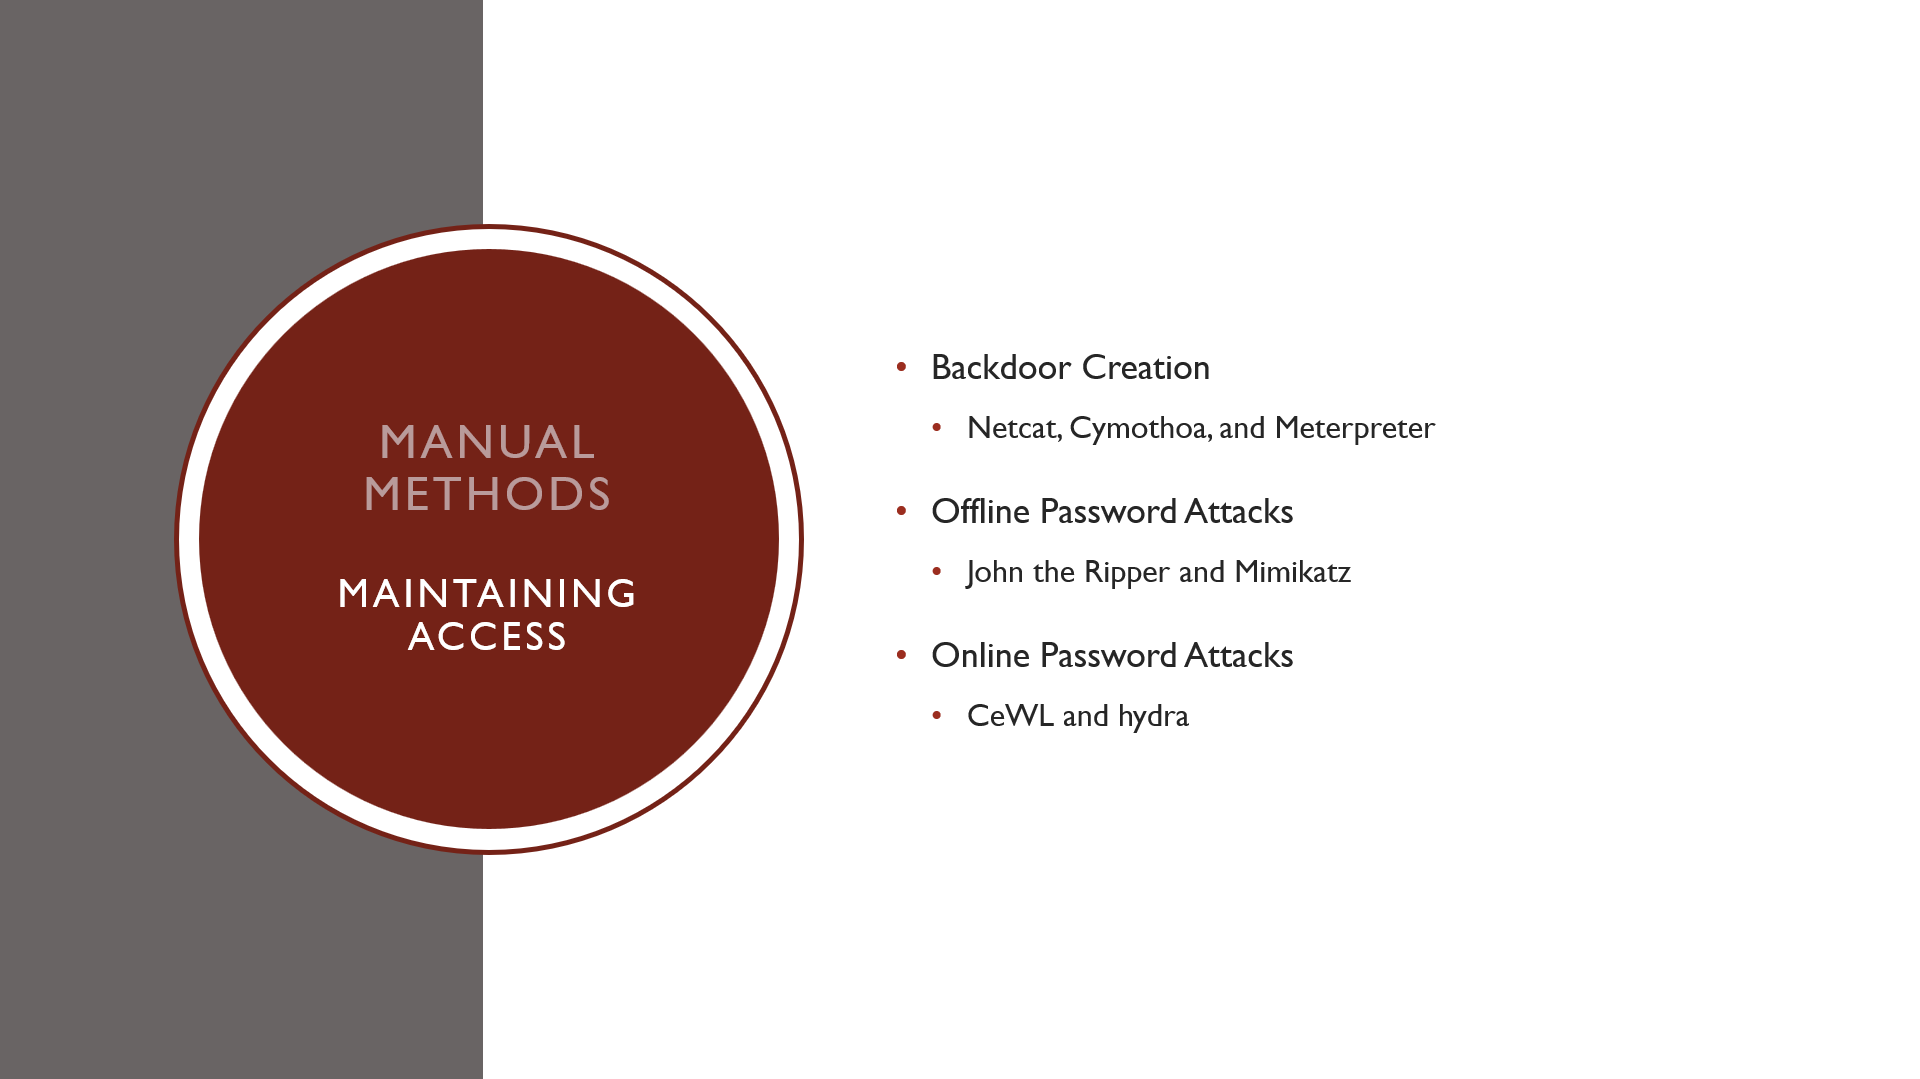 MANUAL
METHODS
MAINTAINING
ACCESS
• Backdoor Creation
• Netcat, Cymothoa, and Meterpreter
• Offline Password Attacks
• John the Ripper and Mimikatz
• Online Password Attacks
• CeWL and hydra